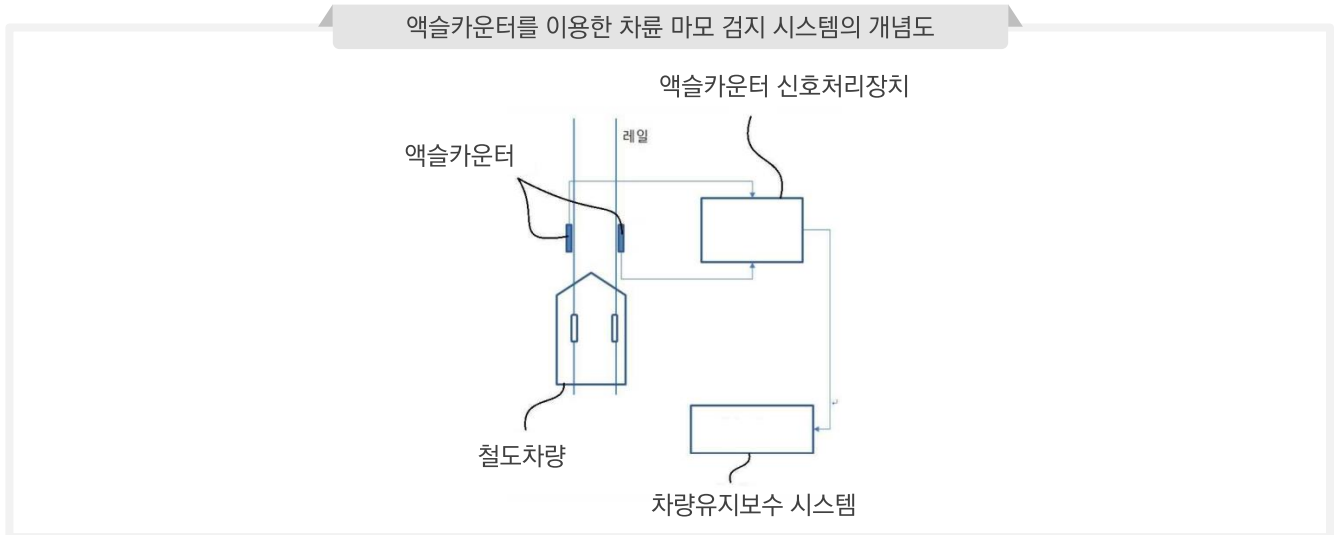 액슬카운터를 이용한 차륜 마모 검지 시스템의 개념도
액슬카운터 신호처리장치
레일
액슬카운터
철도차량
차량유지보수 시스템